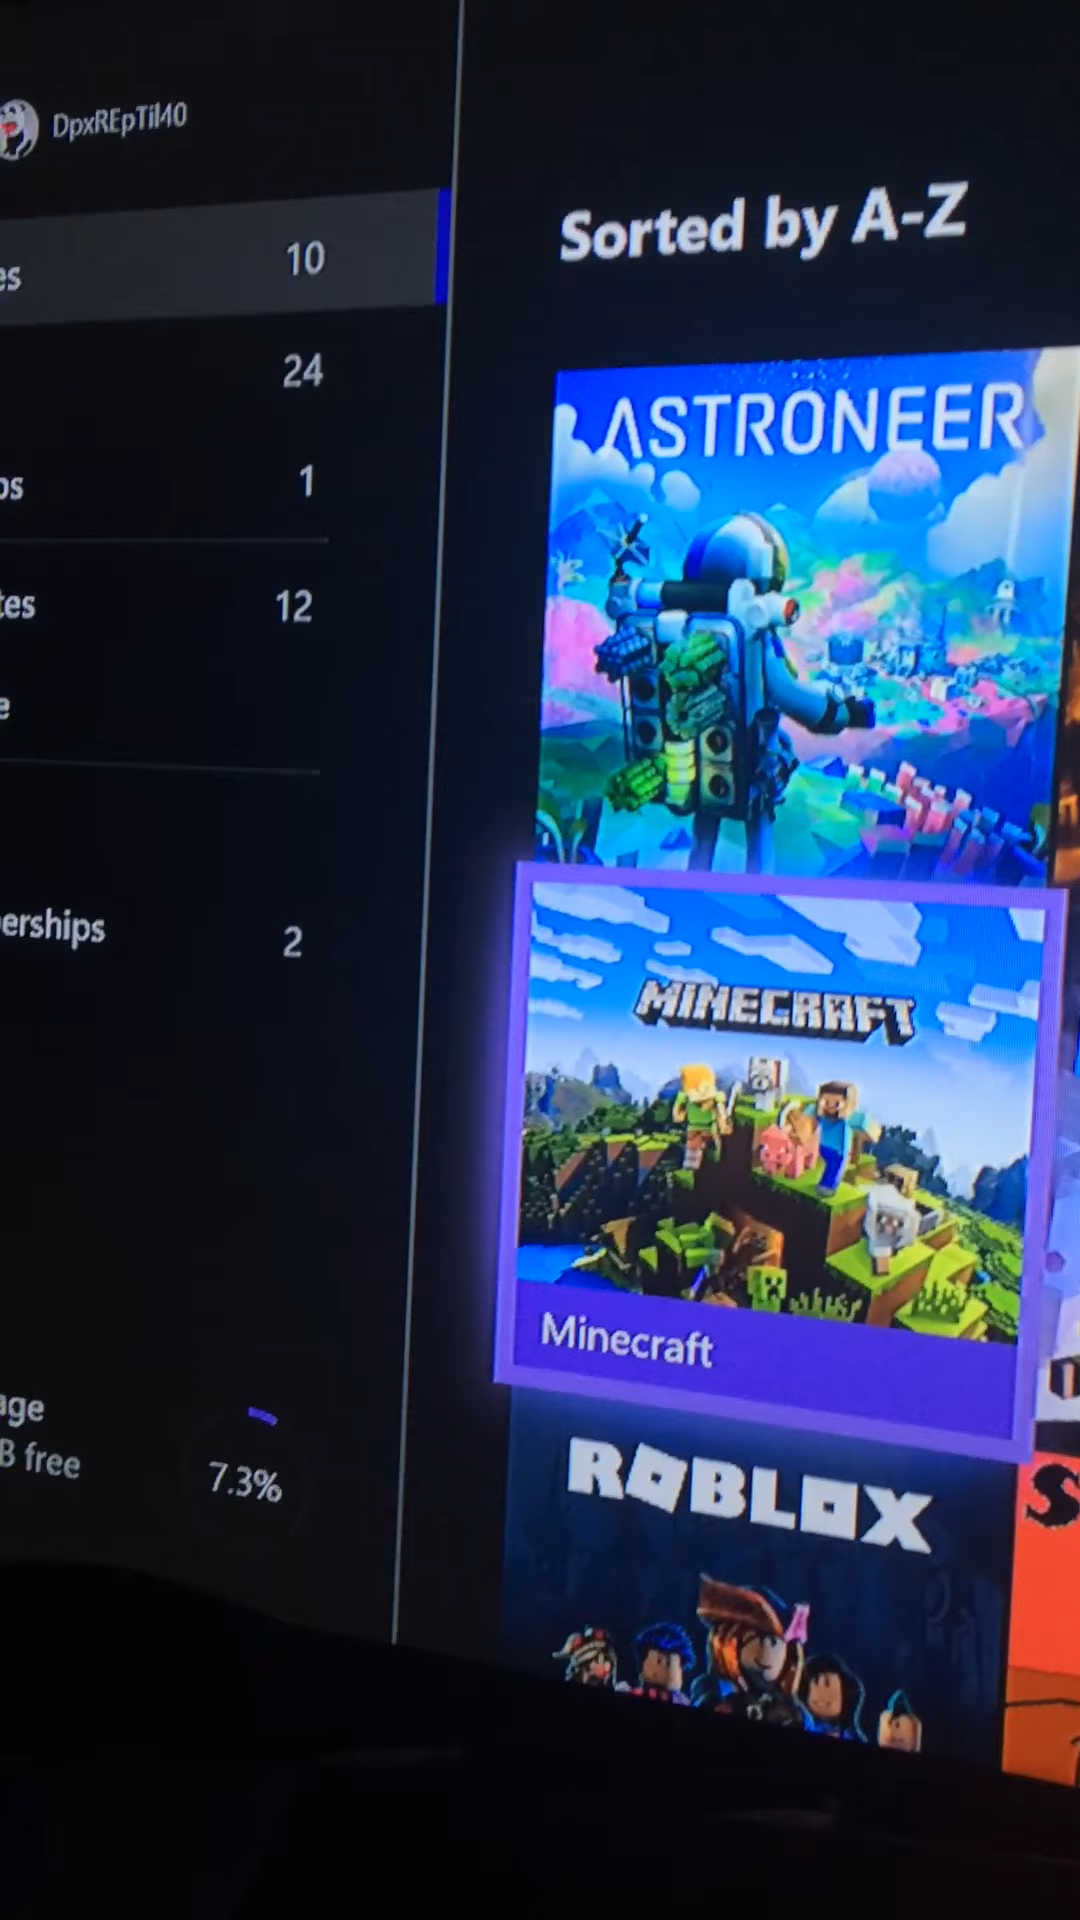 DpxREpTil40
es 10
24
ps 1
tes 12
e
erships 2
age
B free
7.3%
Sorted by A-Z
ASTRONEER
MINECRAFT
Minecraft
ROBLOX
S